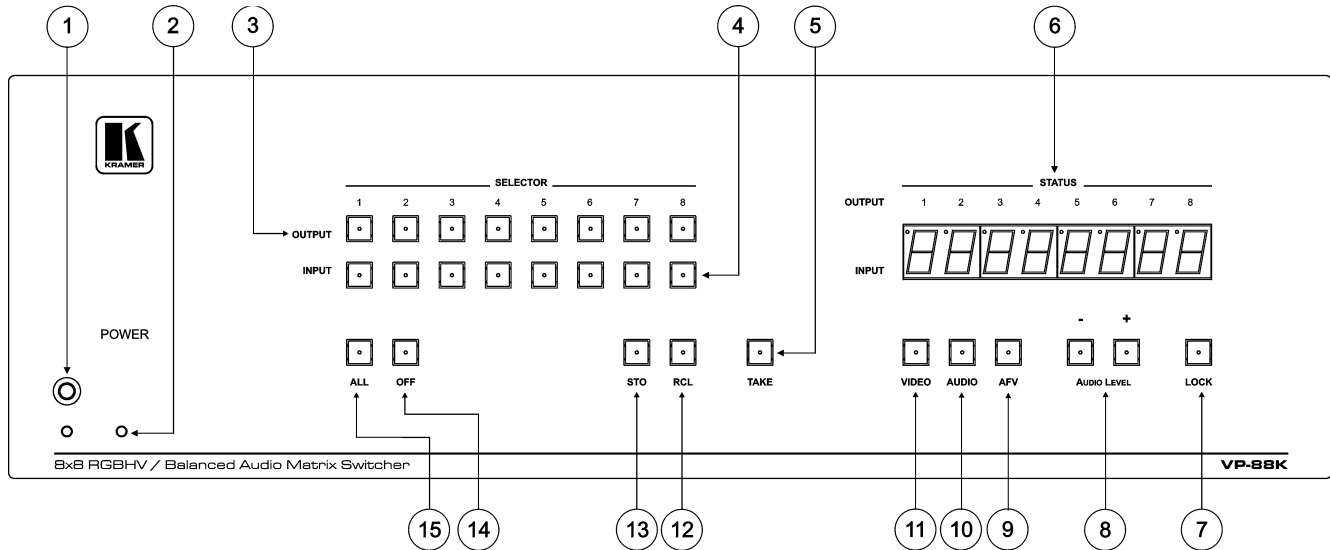 1 2 3 4 5 6
K
KRAMER
SELECTOR
1 2 3 4 5 6 7 8
STATUS
OUTPUT 1 2 3 4 5 6 7 8
OUTPUT
INPUT
INPUT
- +
POWER
ALL OFF STO RCL TAKE VIDEO AUDIO AFV AUDIO LEVEL LOCK
8x8 RGBHV / Balanced Audio Matrix Switcher VP-88K
15 14 13 12 11 10 9 8 7